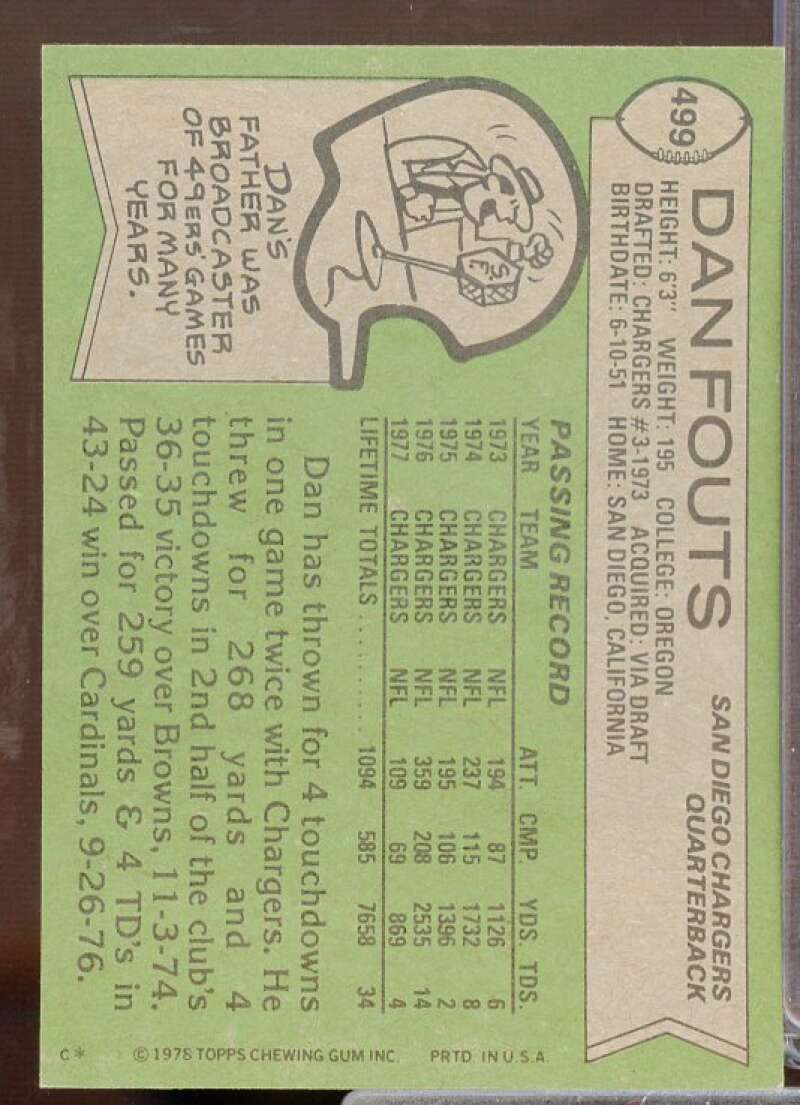 499
DAN FOUTS
SAN DIEGO CHARGERS
QUARTERBACK
HEIGHT: 6'3" WEIGHT: 195 COLLEGE: OREGON
DRAFTED: CHARGERS #3-1973 ACQUIRED: VIA DRAFT
BIRTHDATE: 6-10-51 HOME: SAN DIEGO, CALIFORNIA
S.F.
DAN'S
FATHER WAS
BROADCASTER
OF 49ERS' GAMES
FOR MANY
YEARS.
PASSING RECORD
YEAR TEAM ATT. CMP. YDS. TDS.
1973 CHARGERS NFL 194 87 1126 6
1974 CHARGERS NFL 237 115 1732 8
1975 CHARGERS NFL 195 106 1396 2
1976 CHARGERS NFL 359 208 2535 14
1977 CHARGERS NFL 109 69 869 4
LIFETIME TOTALS .......... 1094 585 7658 34
Dan has thrown for 4 touchdowns
in one game twice with Chargers. He
threw for 268 yards and 4
touchdowns in 2nd half of the club's
36-35 victory over Browns, 11-3-74.
Passed for 259 yards & 4 TD's in
43-24 win over Cardinals, 9-26-76.
C* © 1978 TOPPS CHEWING GUM INC. PRTD. IN U.S.A.